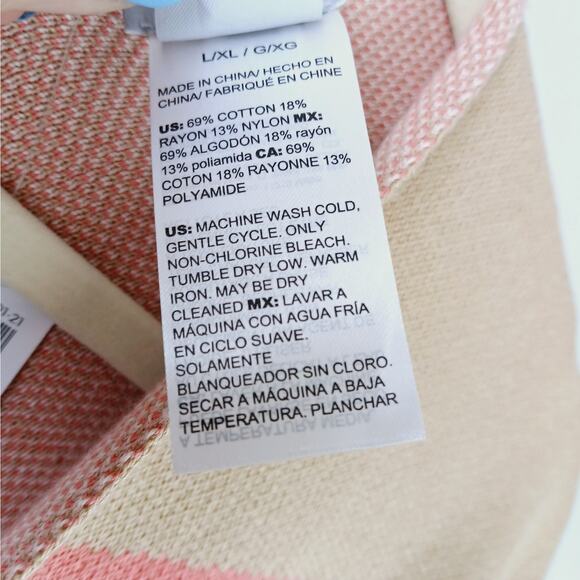 L/XL / G/XG
MADE IN CHINA/ HECHO EN
CHINA/ FABRIQUÉ EN CHINE
US: 69% COTTON 18%
RAYON 13% NYLON MX:
69% ALGODÓN 18% rayón
13% poliamida CA: 69%
COTON 18% RAYONNE 13%
POLYAMIDE
US: MACHINE WASH COLD,
GENTLE CYCLE. ONLY
NON-CHLORINE BLEACH.
TUMBLE DRY LOW. WARM
IRON. MAY BE DRY
CLEANED MX: LAVAR A
MÁQUINA CON AGUA FRÍA
EN CICLO SUAVE.
SOLAMENTE
BLANQUEADOR SIN CLORO.
SECAR A MÁQUINA A BAJA
TEMPERATURA. PLANCHAR
A TEMPERATURA MEDIA